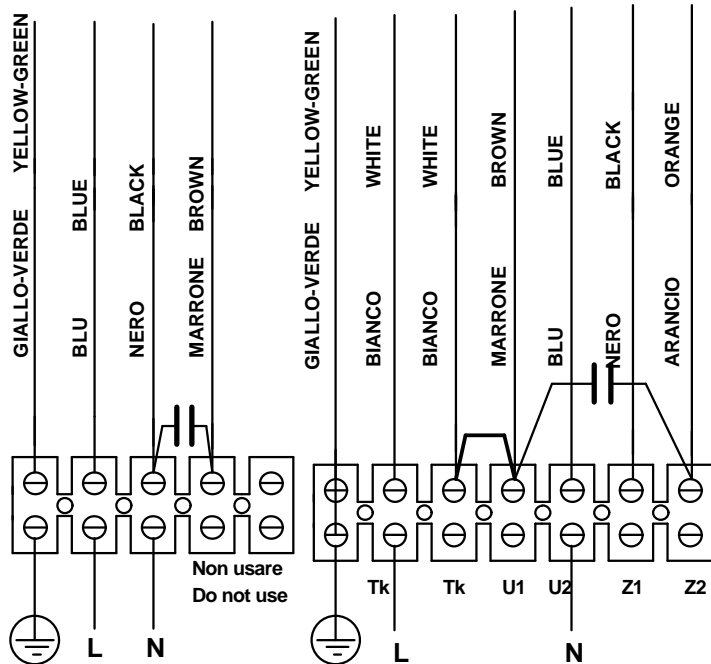 GIALLO-VERDE YELLOW-GREEN
BLU BLUE
NERO BLACK
MARRONE BROWN
Non usare
Do not use
L N
GIALLO-VERDE YELLOW-GREEN
BIANCO WHITE
BIANCO WHITE
MARRONE BROWN
BLU BLUE
NERO BLACK
ARANCIO ORANGE
Tk Tk U1 U2 Z1 Z2
L N